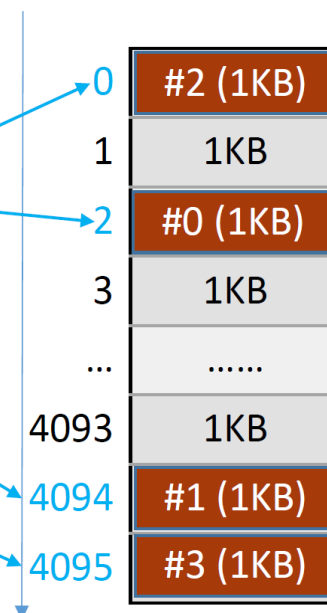 0 #2 (1KB)
1 1KB
2 #0 (1KB)
3 1KB
... ......
4093 1KB
4094 #1 (1KB)
4095 #3 (1KB)